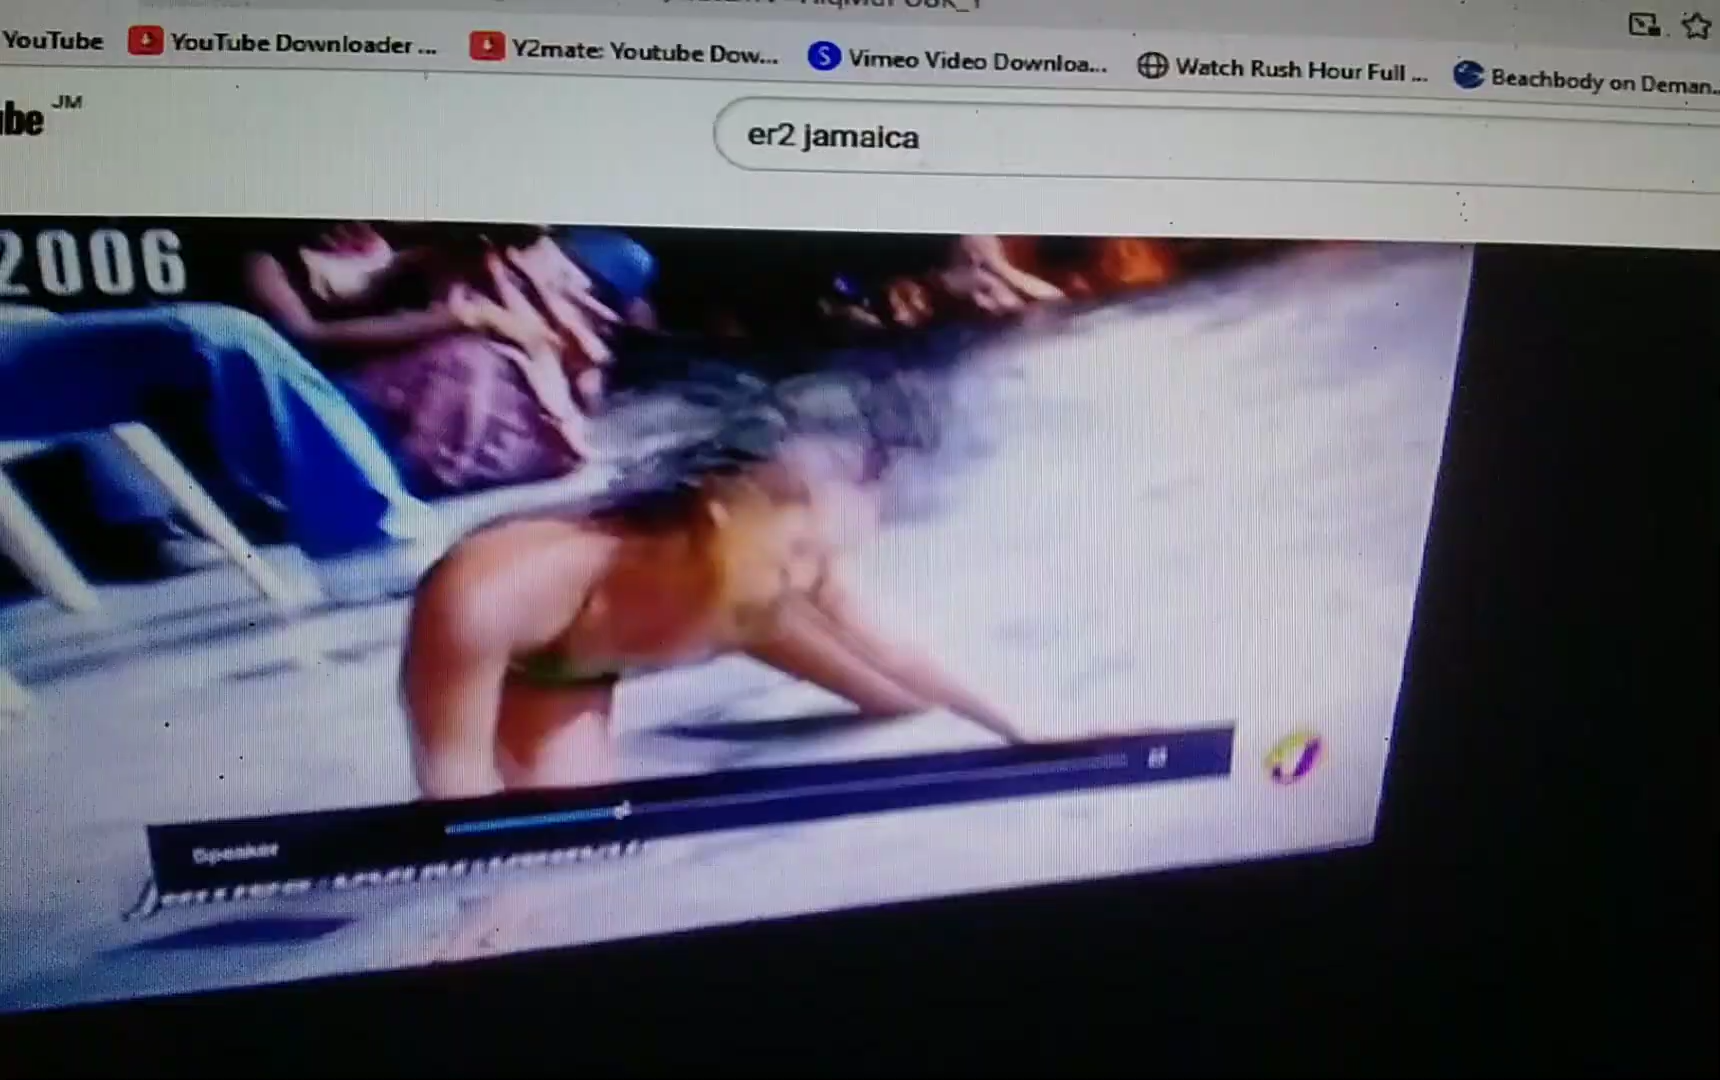 YouTube
YouTube Downloader ...
Y2mate: Youtube Dow...
Vimeo Video Downloa...
Watch Rush Hour Full ...
Beachbody on Deman..
be JM
er2 jamaica
2006
Speaker